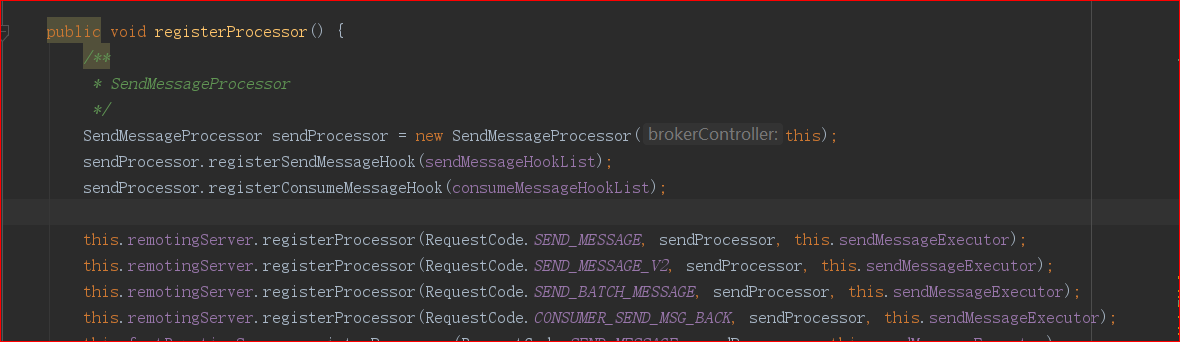 public void registerProcessor() {
/**
* SendMessageProcessor
*/
SendMessageProcessor sendProcessor = new SendMessageProcessor( brokerController: this);
sendProcessor.registerSendMessageHook(sendMessageHookList);
sendProcessor.registerConsumeMessageHook(consumeMessageHookList);
this.remotingServer.registerProcessor(RequestCode.SEND_MESSAGE, sendProcessor, this.sendMessageExecutor);
this.remotingServer.registerProcessor(RequestCode.SEND_MESSAGE_V2, sendProcessor, this.sendMessageExecutor);
this.remotingServer.registerProcessor(RequestCode.SEND_BATCH_MESSAGE, sendProcessor, this.sendMessageExecutor);
this.remotingServer.registerProcessor(RequestCode.CONSUMER_SEND_MSG_BACK, sendProcessor, this.sendMessageExecutor);